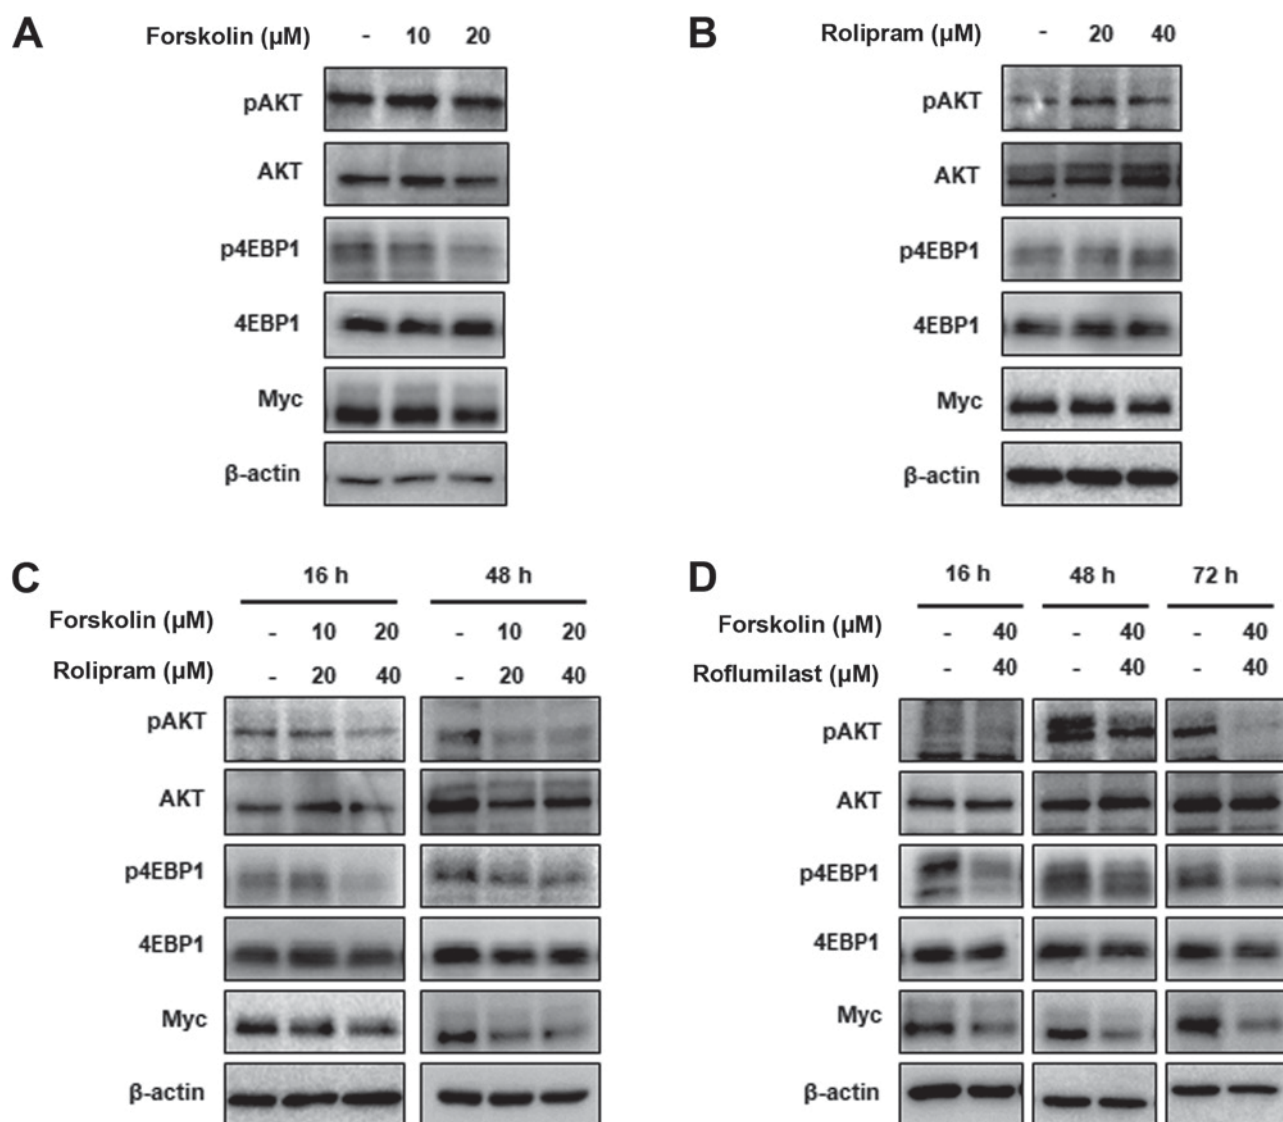 A
Forskolin (µM) - 10 20
pAKT
AKT
p4EBP1
4EBP1
Myc
β-actin
B
Rolipram (µM) - 20 40
pAKT
AKT
p4EBP1
4EBP1
Myc
β-actin
C
16 h 48 h
Forskolin (µM) - 10 20 - 10 20
Rolipram (µM) - 20 40 - 20 40
pAKT
AKT
p4EBP1
4EBP1
Myc
β-actin
D
16 h 48 h 72 h
Forskolin (µM) - 40 - 40 - 40
Roflumilast (µM) - 40 - 40 - 40
pAKT
AKT
p4EBP1
4EBP1
Myc
β-actin